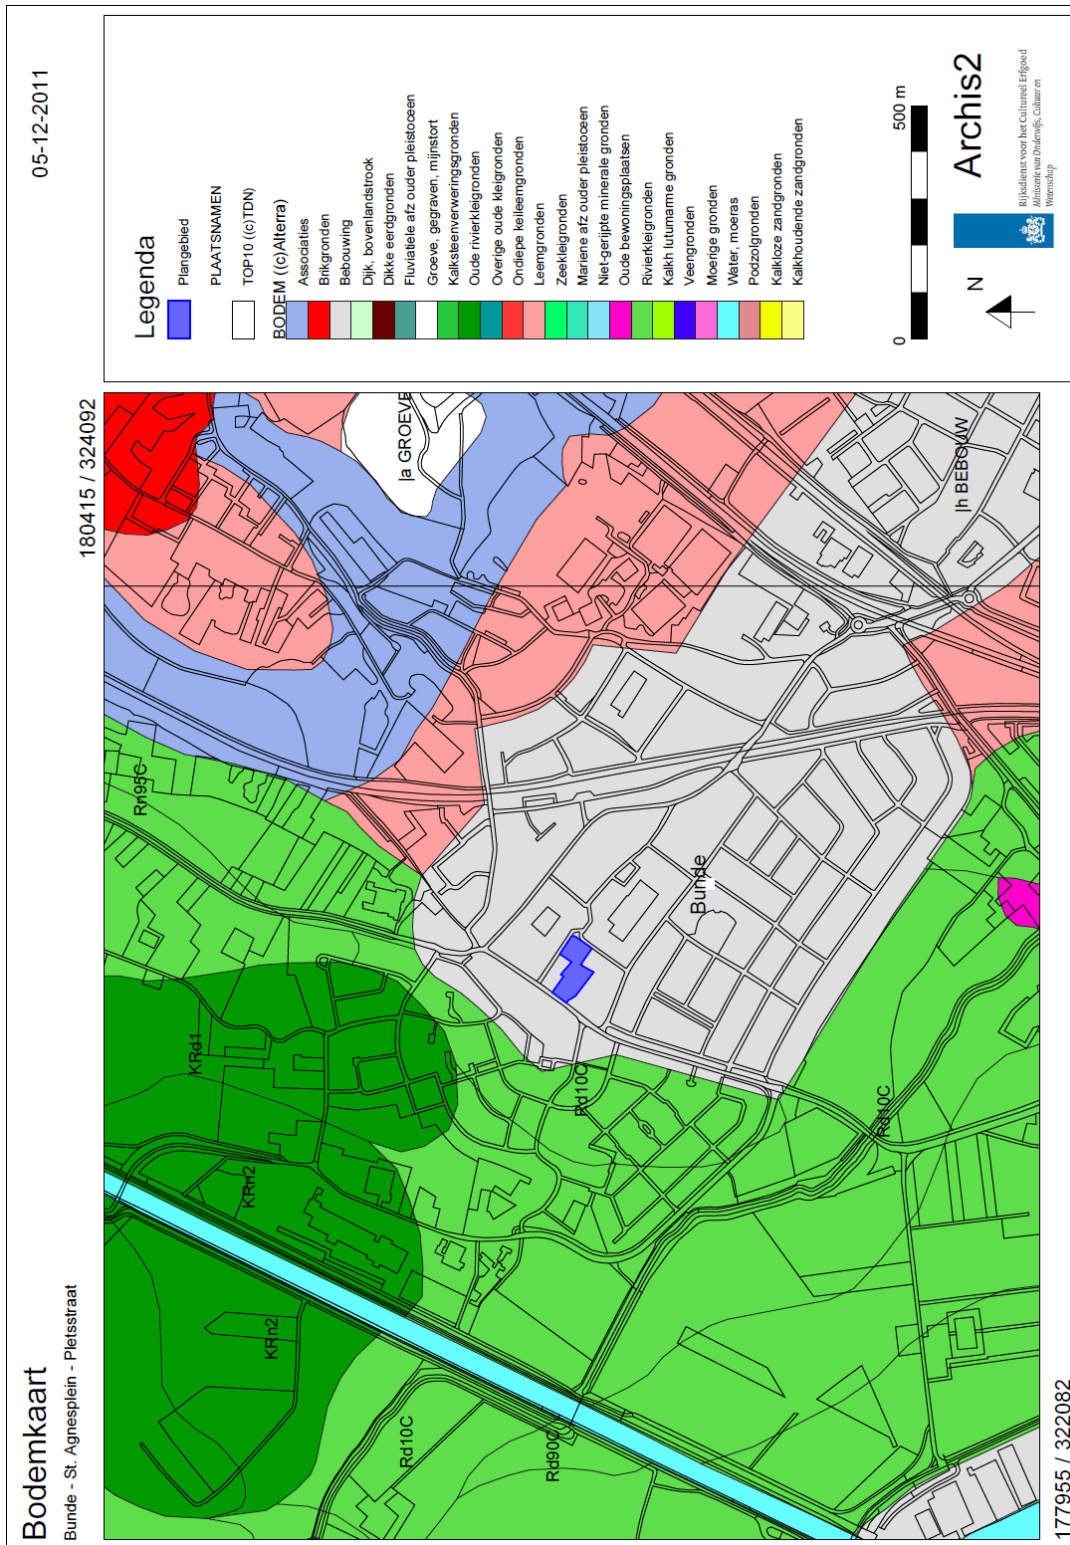 Bodemkaart
Bunde - St. Agnesplein - Pletsstraat
05-12-2011
180415 / 324092
177955 / 322082
Rn95C
KRd1
KRn2
KRn2
Rd10C
Rd90C
Rd10C
Rd10C
Bunde
|a GROEVE
|h BEBOUW
Legenda
Plangebied
PLAATSNAMEN
TOP10 ((c)TDN)
BODEM ((c)Alterra)
Associaties
Brikgronden
Bebouwing
Dijk, bovenlandstrook
Dikke eerdgronden
Fluviatiele afz ouder pleistoceen
Groeve, gegraven, mijnstort
Kalksteenverweringsgronden
Oude rivierkleigronden
Overige oude kleigronden
Ondiepe keileemgronden
Leemgronden
Zeekleigronden
Mariene afz ouder pleistoceen
Niet-gerijpte minerale gronden
Oude bewoningsplaatsen
Rivierkleigronden
Kalkh lutumarme gronden
Veengronden
Moerige gronden
Water, moeras
Podzolgronden
Kalkloze zandgronden
Kalkhoudende zandgronden
0
500 m
N
Archis2
Rijksdienst voor het Cultureel Erfgoed
Ministerie van Onderwijs, Cultuur en
Wetenschap